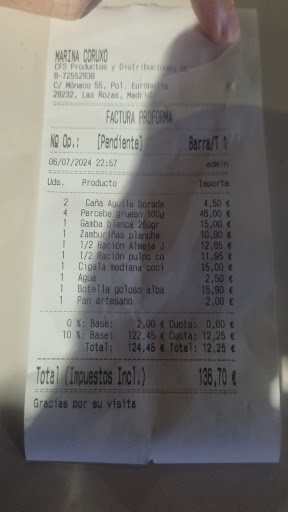 MARINA CORUXO
CFS Productos y Distribuciones SL
B-72552938
C/ Mónaco 55, Pol. Európolis
28232, Las Rozas, Madrid
FACTURA PROFORMA
Nº Op.: [Pendiente] Barra/T 1
06/07/2024 22:57 admin
Uds. Producto Importe
2 Caña Aguila Dorada 4,50 €
4 Percebe grueso 100g 46,00 €
1 Gamba blanca 250gr 15,00 €
1 Zamburiñas plancha 10,90 €
1 1/2 Ración Almeja J 12,95 €
1 1/2 Ración pulpo co 11,95 €
1 Cigala mediana coci 15,00 €
1 Agua 2,50 €
1 Botella goloso alba 15,90 €
1 Pan artesano 2,00 €
0 %: Base: 2,00 € Cuota: 0,00 €
10 %: Base: 122,45 € Cuota: 12,25 €
Total: 124,45 € Total: 12,25 €
Total (Impuestos Incl.) 136,70 €
Gracias por su visita